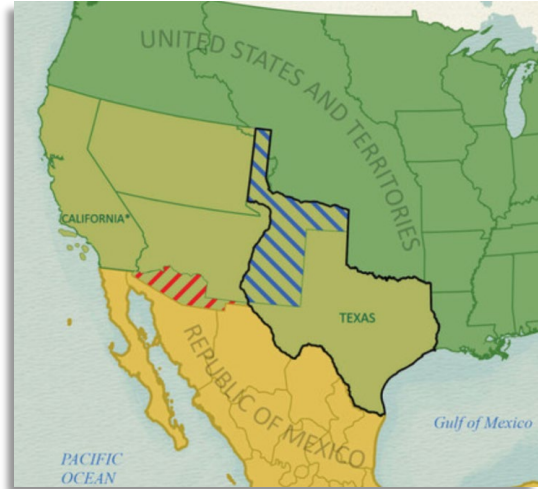 UNITED STATES AND TERRITORIES
CALIFORNIA*
TEXAS
REPUBLIC OF MEXICO
Gulf of Mexico
PACIFIC
OCEAN